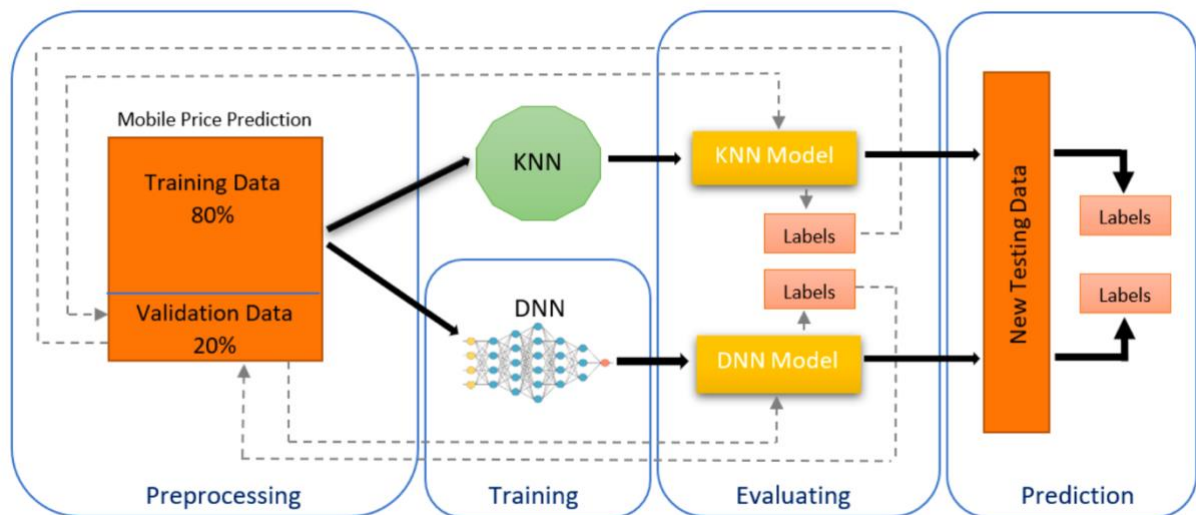 Mobile Price Prediction
Training Data
80%
Validation Data
20%
Preprocessing
KNN
DNN
Training
KNN Model
Labels
Labels
DNN Model
Evaluating
New Testing Data
Labels
Labels
Prediction